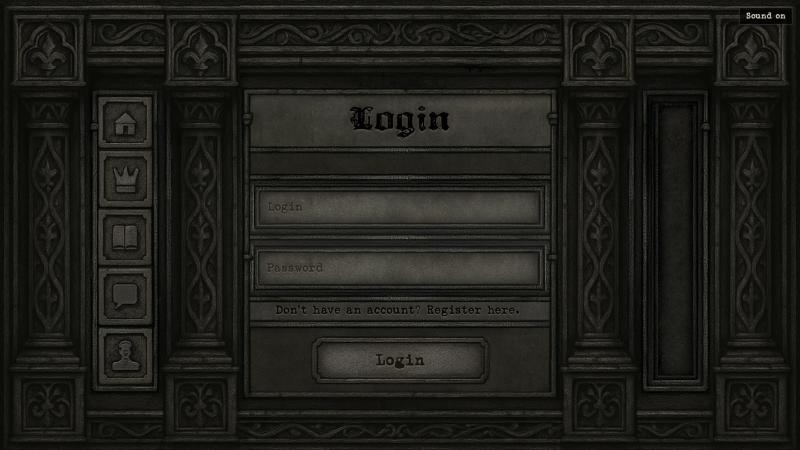 Sound on
Login
Login
Password
Don't have an account? Register here.
Login